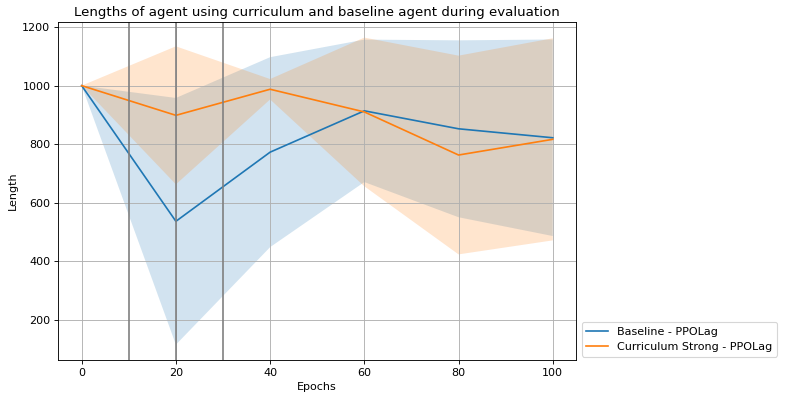 Lengths of agent using curriculum and baseline agent during evaluation
1200
1000
800
600
400
200
Length
0 20 40 60 80 100
Epochs
Baseline - PPOLag
Curriculum Strong - PPOLag